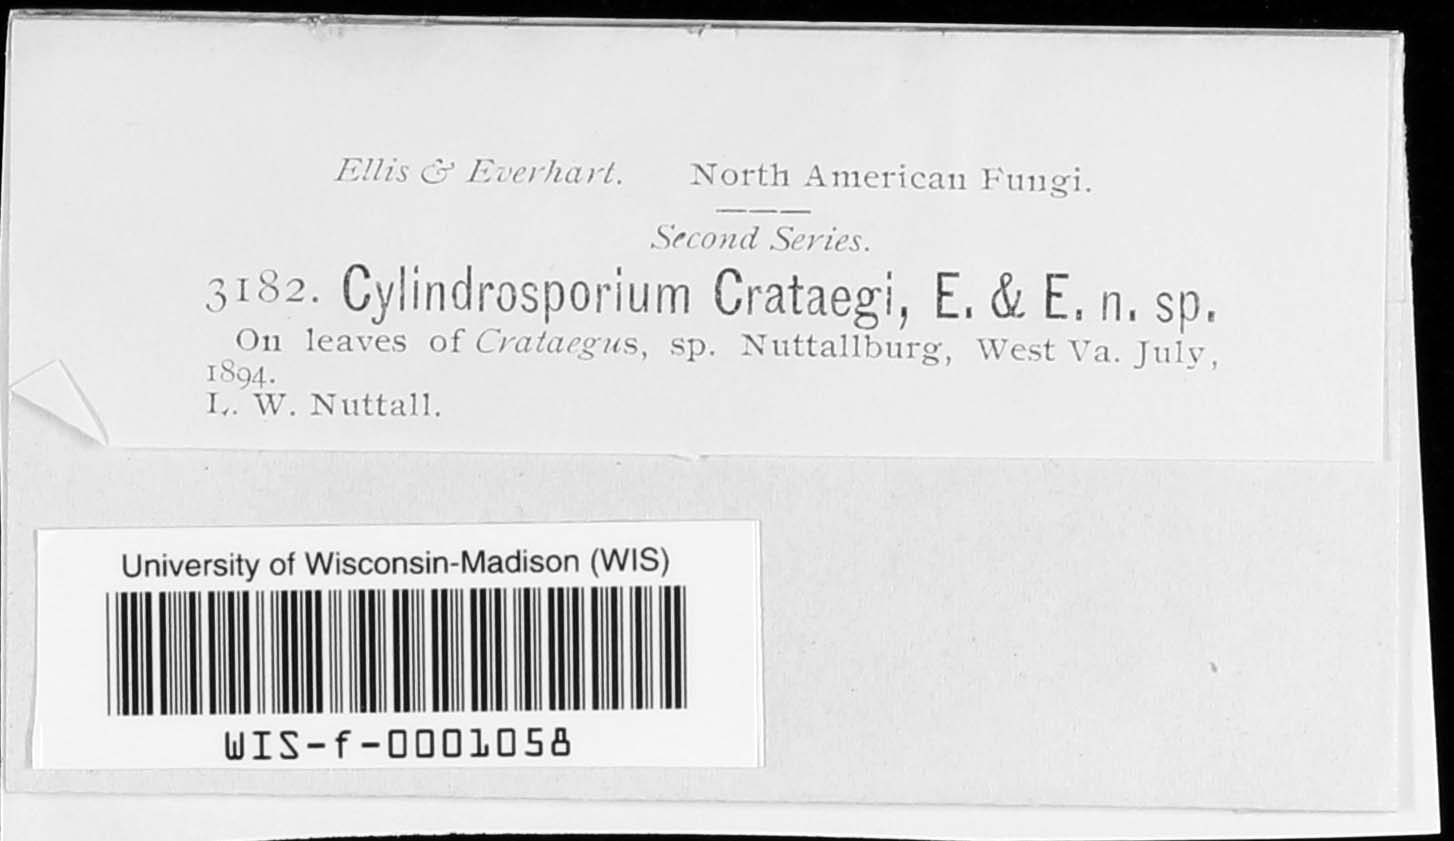 Ellis & Everhart. North American Fungi.
Second Series.
3182. Cylindrosporium Crataegi, E. & E. n. sp.
On leaves of Crataegus, sp. Nuttallburg, West Va. July,
1894.
L. W. Nuttall.
University of Wisconsin-Madison (WIS)
WIS-f-0001058